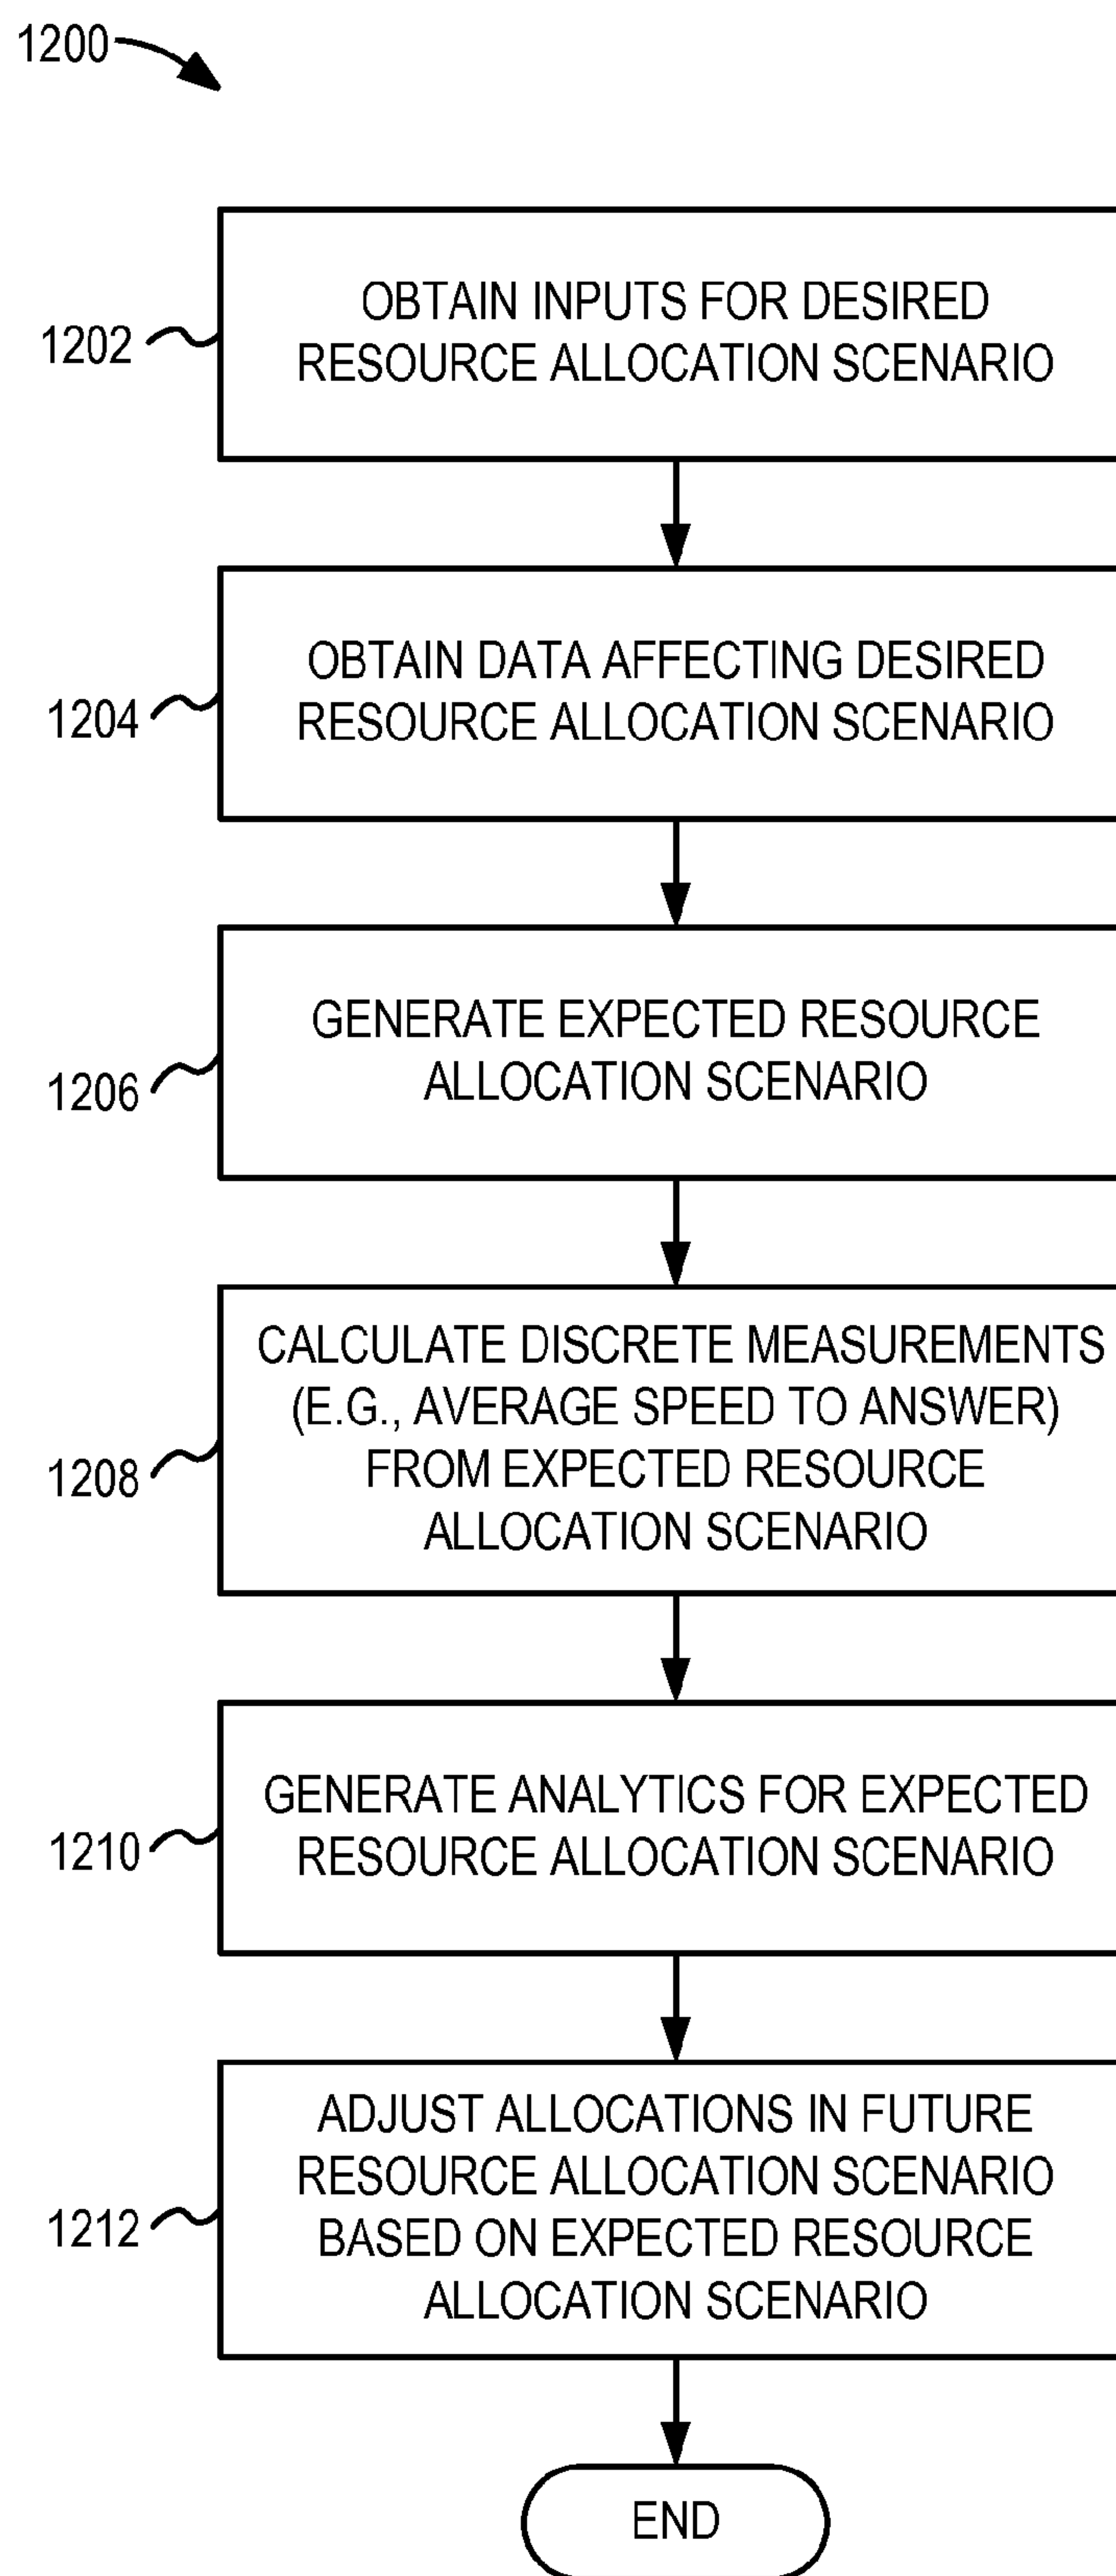 1200
OBTAIN INPUTS FOR DESIRED
RESOURCE ALLOCATION SCENARIO
1202
OBTAIN DATA AFFECTING DESIRED
RESOURCE ALLOCATION SCENARIO
1204
GENERATE EXPECTED RESOURCE
ALLOCATION SCENARIO
1206
CALCULATE DISCRETE MEASUREMENTS
(E.G., AVERAGE SPEED TO ANSWER)
FROM EXPECTED RESOURCE
ALLOCATION SCENARIO
1208
GENERATE ANALYTICS FOR EXPECTED
RESOURCE ALLOCATION SCENARIO
1210
ADJUST ALLOCATIONS IN FUTURE
RESOURCE ALLOCATION SCENARIO
BASED ON EXPECTED RESOURCE
ALLOCATION SCENARIO
1212
END